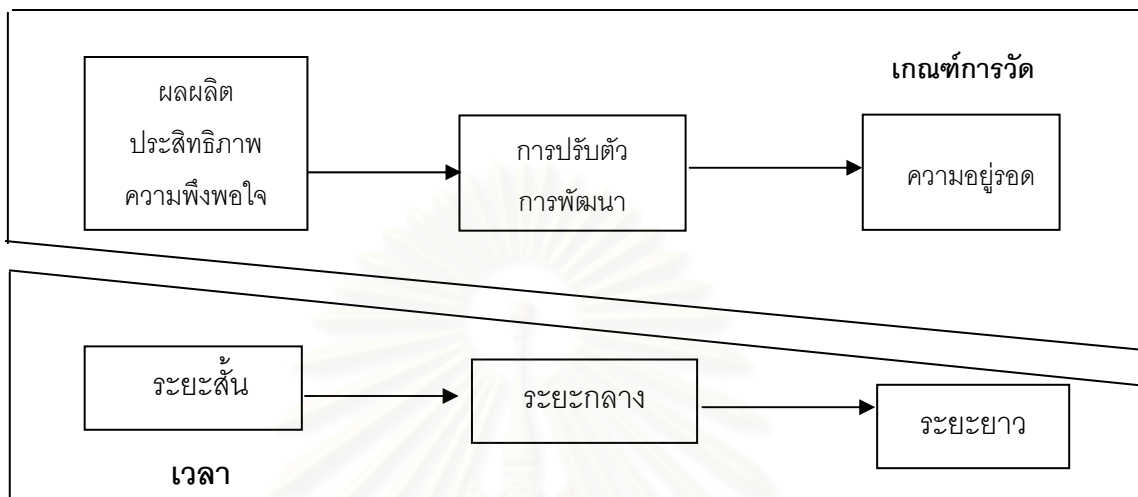 เกณฑ์การวัด
ผลผลิต
ประสิทธิภาพ
ความพึงพอใจ
การปรับตัว
การพัฒนา
ความอยู่รอด
ระยะสั้น
ระยะกลาง
ระยะยาว
เวลา